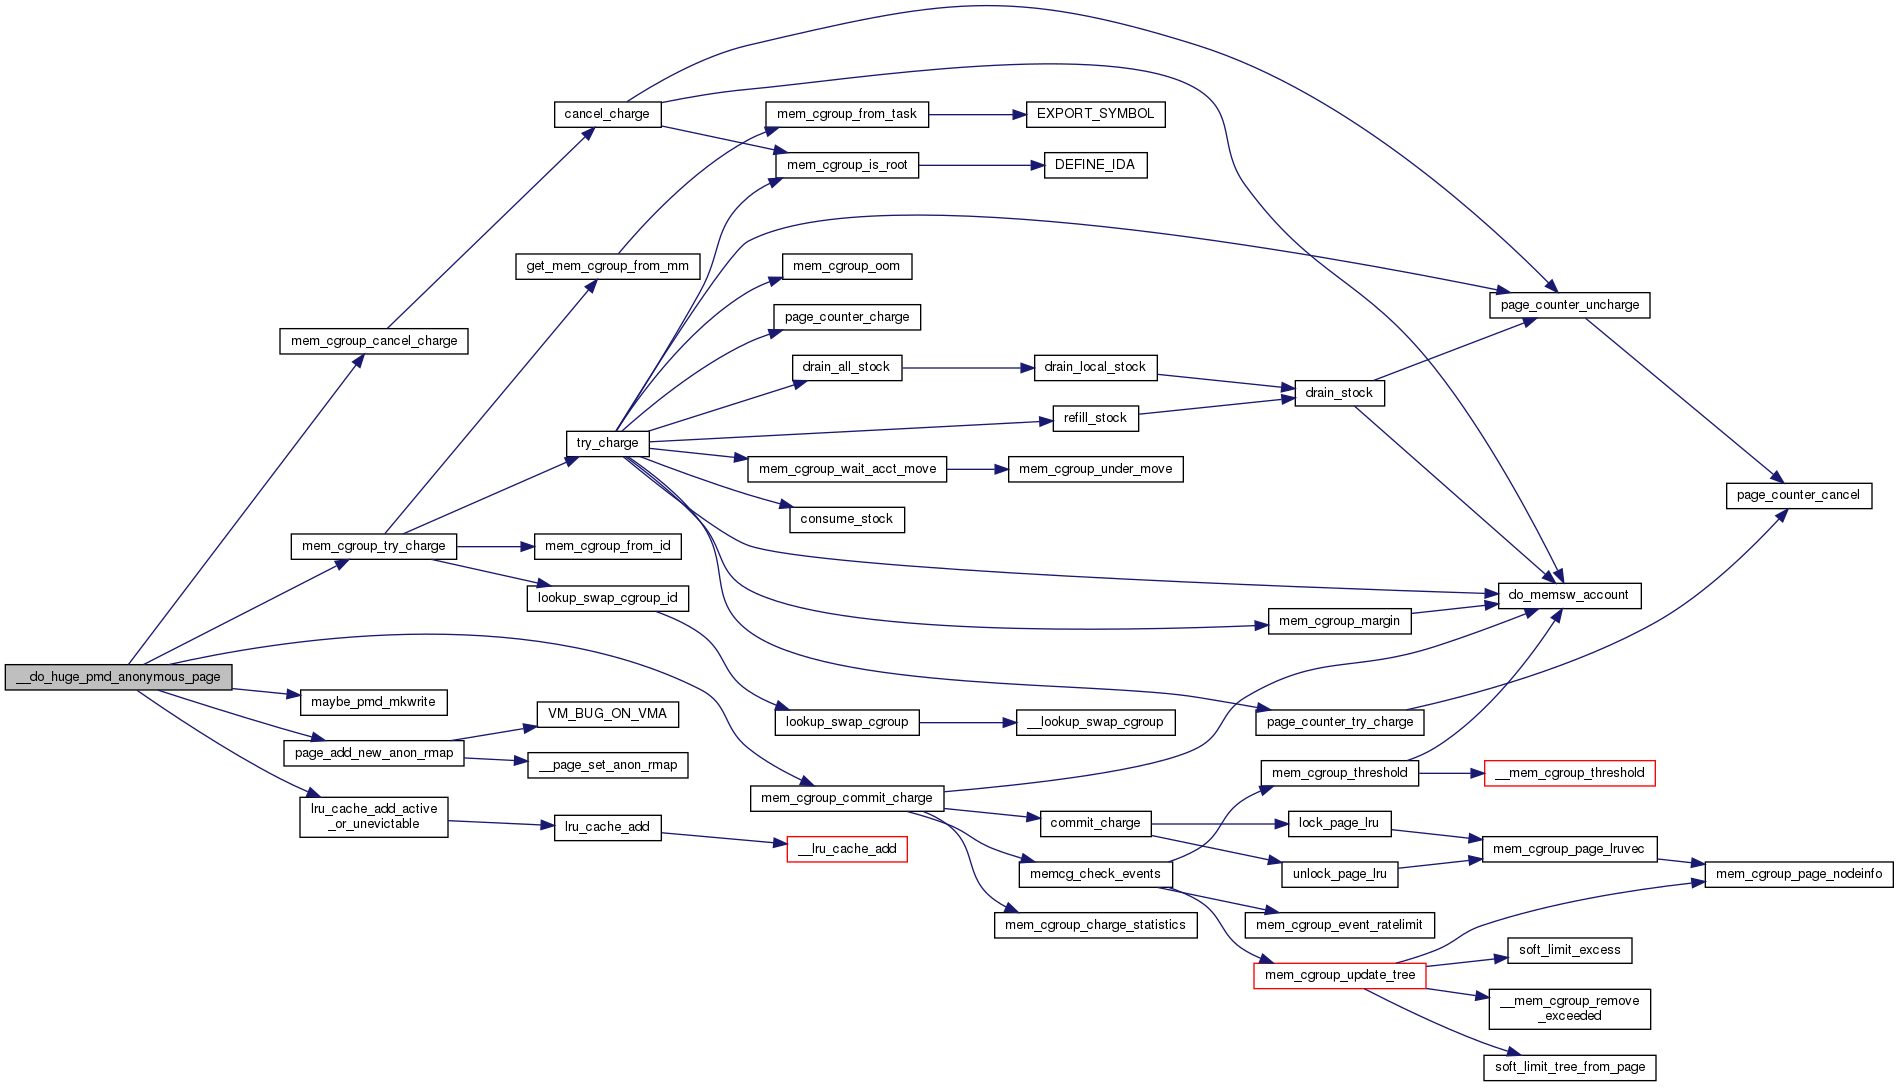 cancel_charge
mem_cgroup_from_task
EXPORT_SYMBOL
mem_cgroup_is_root
DEFINE_IDA
get_mem_cgroup_from_mm
mem_cgroup_oom
page_counter_uncharge
page_counter_charge
mem_cgroup_cancel_charge
drain_all_stock
drain_local_stock
drain_stock
refill_stock
try_charge
mem_cgroup_wait_acct_move
mem_cgroup_under_move
page_counter_cancel
consume_stock
mem_cgroup_try_charge
mem_cgroup_from_id
lookup_swap_cgroup_id
do_memsw_account
mem_cgroup_margin
__do_huge_pmd_anonymous_page
maybe_pmd_mkwrite
VM_BUG_ON_VMA
lookup_swap_cgroup
__lookup_swap_cgroup
page_counter_try_charge
page_add_new_anon_rmap
__page_set_anon_rmap
mem_cgroup_threshold
__mem_cgroup_threshold
mem_cgroup_commit_charge
lru_cache_add_active
_or_unevictable
lru_cache_add
commit_charge
lock_page_lru
__lru_cache_add
mem_cgroup_page_lruvec
memcg_check_events
unlock_page_lru
mem_cgroup_page_nodeinfo
mem_cgroup_charge_statistics
mem_cgroup_event_ratelimit
soft_limit_excess
mem_cgroup_update_tree
__mem_cgroup_remove
_exceeded
soft_limit_tree_from_page